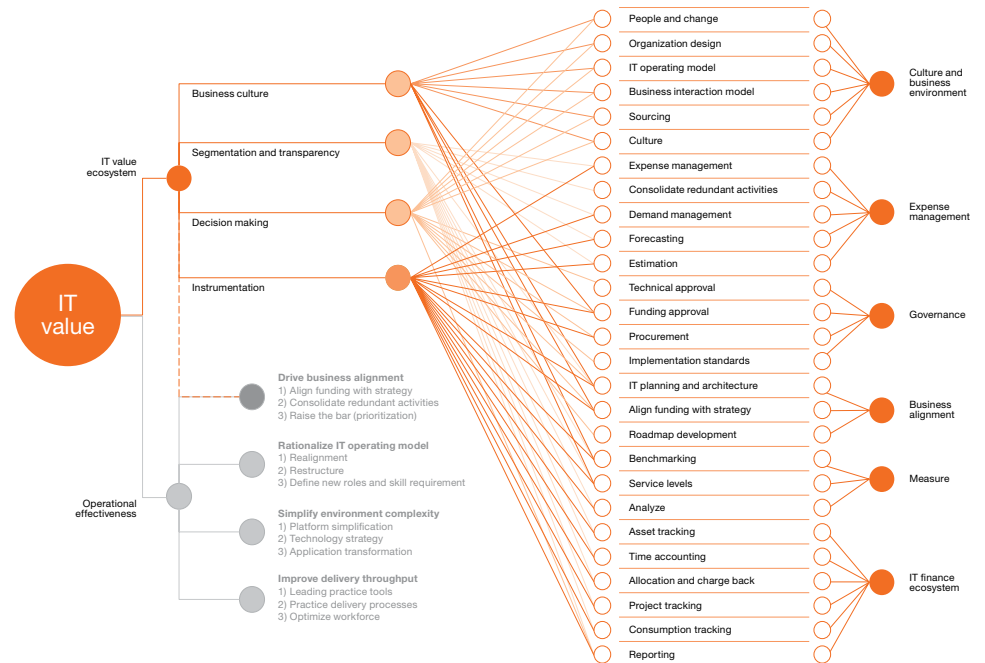 IT
value
IT value
ecosystem
Business culture
Segmentation and transparency
Decision making
Instrumentation
Operational
effectiveness
Drive business alignment
1) Align funding with strategy
2) Consolidate redundant activities
3) Raise the bar (prioritization)
Rationalize IT operating model
1) Realignment
2) Restructure
3) Define new roles and skill requirement
Simplify environment complexity
1) Platform simplification
2) Technology strategy
3) Application transformation
Improve delivery throughput
1) Leading practice tools
2) Practice delivery processes
3) Optimize workforce
People and change
Organization design
IT operating model
Business interaction model
Sourcing
Culture
Expense management
Consolidate redundant activities
Demand management
Forecasting
Estimation
Technical approval
Funding approval
Procurement
Implementation standards
IT planning and architecture
Align funding with strategy
Roadmap development
Benchmarking
Service levels
Analyze
Asset tracking
Time accounting
Allocation and charge back
Project tracking
Consumption tracking
Reporting
Culture and
business
environment
Expense
management
Governance
Business
alignment
Measure
IT finance
ecosystem